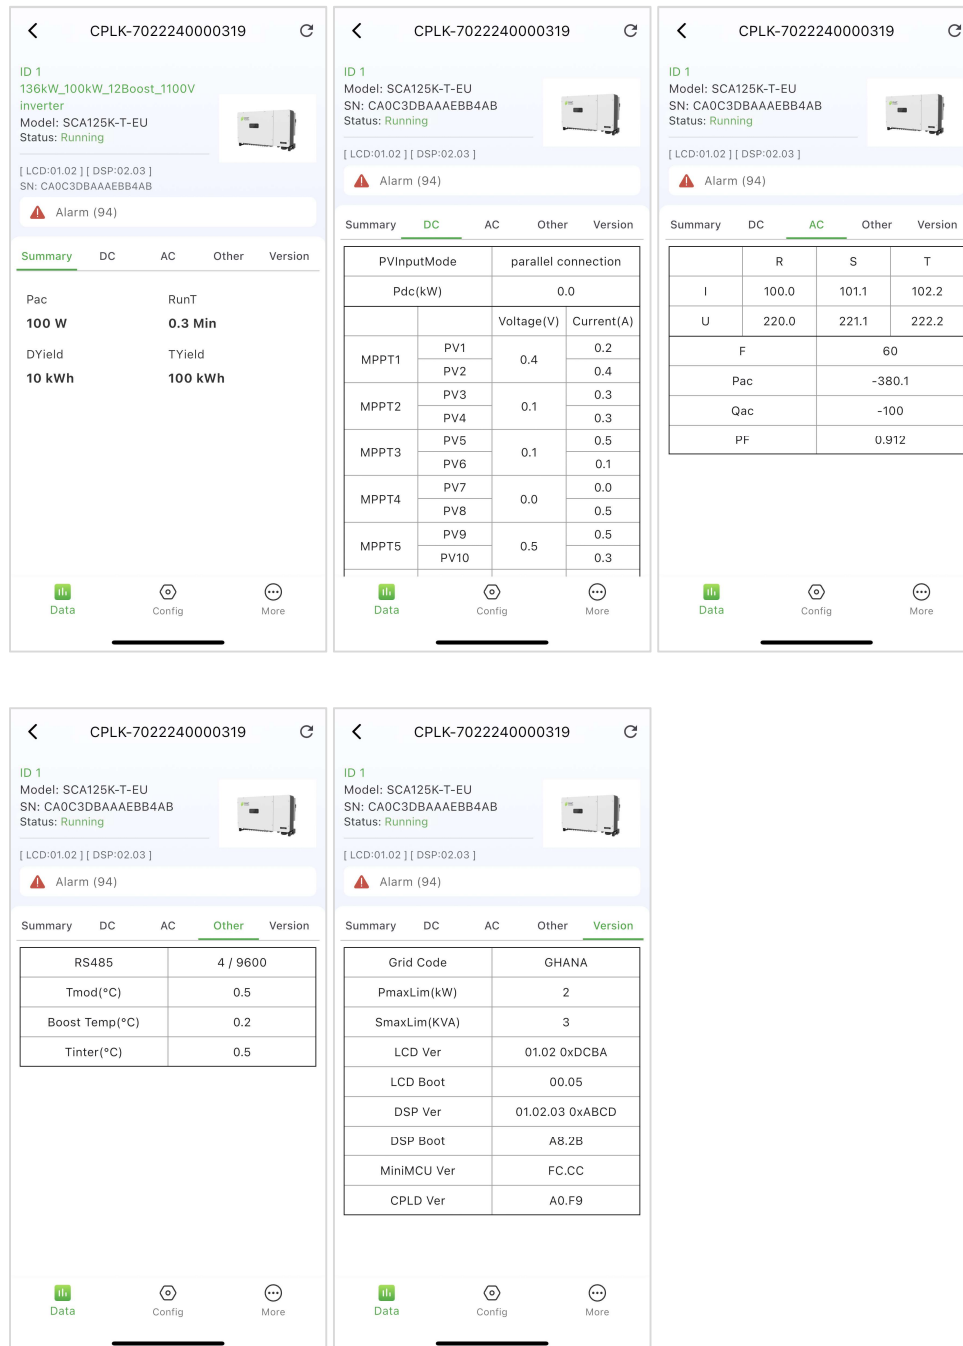 CPLK-7022240000319
ID 1
136kW_100kW_12Boost_1100V
inverter
Model: SCA125K-T-EU
Status: Running
[ LCD:01.02 ] [ DSP:02.03 ]
SN: CA0C3DBAAAEBB4AB
Alarm (94)
Summary DC AC Other Version
Pac RunT
100 W 0.3 Min
DYield TYield
10 kWh 100 kWh
Data Config More
CPLK-7022240000319
ID 1
Model: SCA125K-T-EU
SN: CA0C3DBAAAEBB4AB
Status: Running
[ LCD:01.02 ] [ DSP:02.03 ]
Alarm (94)
Summary DC AC Other Version
PVInputMode parallel connection
Pdc(kW) 0.0
Voltage(V) Current(A)
MPPT1 PV1 0.4 0.2
PV2 0.4
MPPT2 PV3 0.1 0.3
PV4 0.3
MPPT3 PV5 0.1 0.5
PV6 0.1
MPPT4 PV7 0.0 0.0
PV8 0.5
MPPT5 PV9 0.5 0.5
PV10 0.3
Data Config More
CPLK-7022240000319
ID 1
Model: SCA125K-T-EU
SN: CA0C3DBAAAEBB4AB
Status: Running
[ LCD:01.02 ] [ DSP:02.03 ]
Alarm (94)
Summary DC AC Other Version
R S T
I 100.0 101.1 102.2
U 220.0 221.1 222.2
F 60
Pac -380.1
Qac -100
PF 0.912
Data Config More
CPLK-7022240000319
ID 1
Model: SCA125K-T-EU
SN: CA0C3DBAAAEBB4AB
Status: Running
[ LCD:01.02 ] [ DSP:02.03 ]
Alarm (94)
Summary DC AC Other Version
RS485 4 / 9600
Tmod(°C) 0.5
Boost Temp(°C) 0.2
Tinter(°C) 0.5
Data Config More
CPLK-7022240000319
ID 1
Model: SCA125K-T-EU
SN: CA0C3DBAAAEBB4AB
Status: Running
[ LCD:01.02 ] [ DSP:02.03 ]
Alarm (94)
Summary DC AC Other Version
Grid Code GHANA
PmaxLim(kW) 2
SmaxLim(KVA) 3
LCD Ver 01.02 0xDCBA
LCD Boot 00.05
DSP Ver 01.02.03 0xABCD
DSP Boot A8.2B
MiniMCU Ver FC.CC
CPLD Ver A0.F9
Data Config More